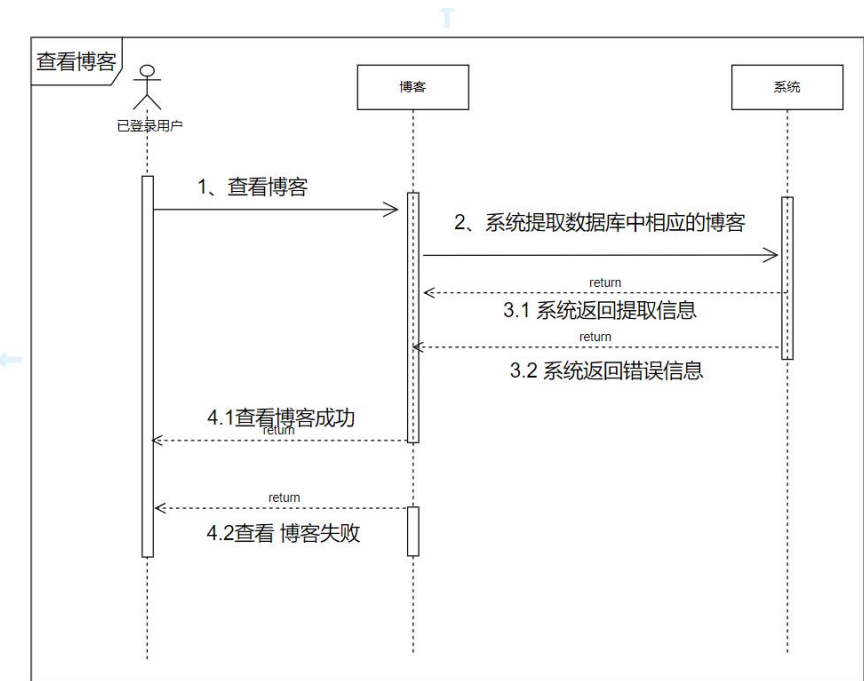 查看博客
博客
系统
已登录用户
1、查看博客
2、系统提取数据库中相应的博客
return
3.1 系统返回提取信息
return
3.2 系统返回错误信息
4.1查看博客成功
return
return
4.2查看 博客失败